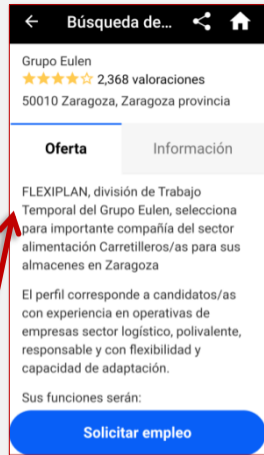 Búsqueda de...
Grupo Eulen
2,368 valoraciones
50010 Zaragoza, Zaragoza provincia
Oferta
Información
FLEXIPLAN, división de Trabajo
Temporal del Grupo Eulen, selecciona
para importante compañía del sector
alimentación Carretilleros/as para sus
almacenes en Zaragoza
El perfil corresponde a candidatos/as
con experiencia en operativas de
empresas sector logístico, polivalente,
responsable y con flexibilidad y
capacidad de adaptación.
Sus funciones serán:
Solicitar empleo